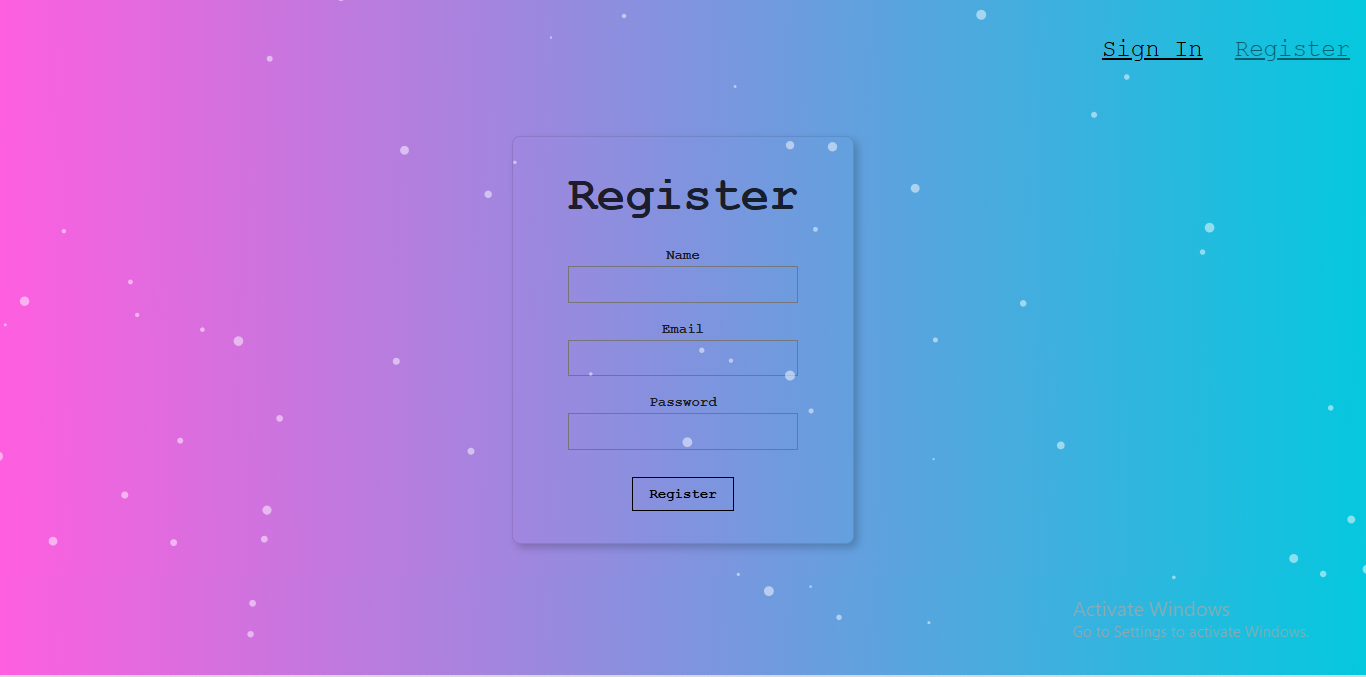 Sign In Register
Register
Name
Email
Password
Register
Activate Windows
Go to Settings to activate Windows.